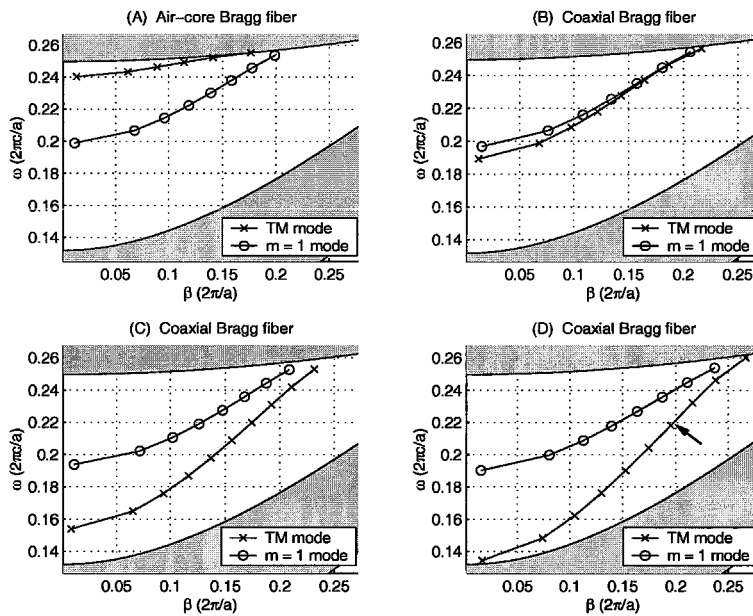 (A) Air-core Bragg fiber
0.26
0.24
0.22
0.2
0.18
0.16
0.14
ω (2πc/a)
TM mode
m = 1 mode
0.05 0.1 0.15 0.2 0.25
β (2π/a)
(B) Coaxial Bragg fiber
0.26
0.24
0.22
0.2
0.18
0.16
0.14
ω (2πc/a)
TM mode
m = 1 mode
0.05 0.1 0.15 0.2 0.25
β (2π/a)
(C) Coaxial Bragg fiber
0.26
0.24
0.22
0.2
0.18
0.16
0.14
ω (2πc/a)
TM mode
m = 1 mode
0.05 0.1 0.15 0.2 0.25
β (2π/a)
(D) Coaxial Bragg fiber
0.26
0.24
0.22
0.2
0.18
0.16
0.14
ω (2πc/a)
TM mode
m = 1 mode
0.05 0.1 0.15 0.2 0.25
β (2π/a)